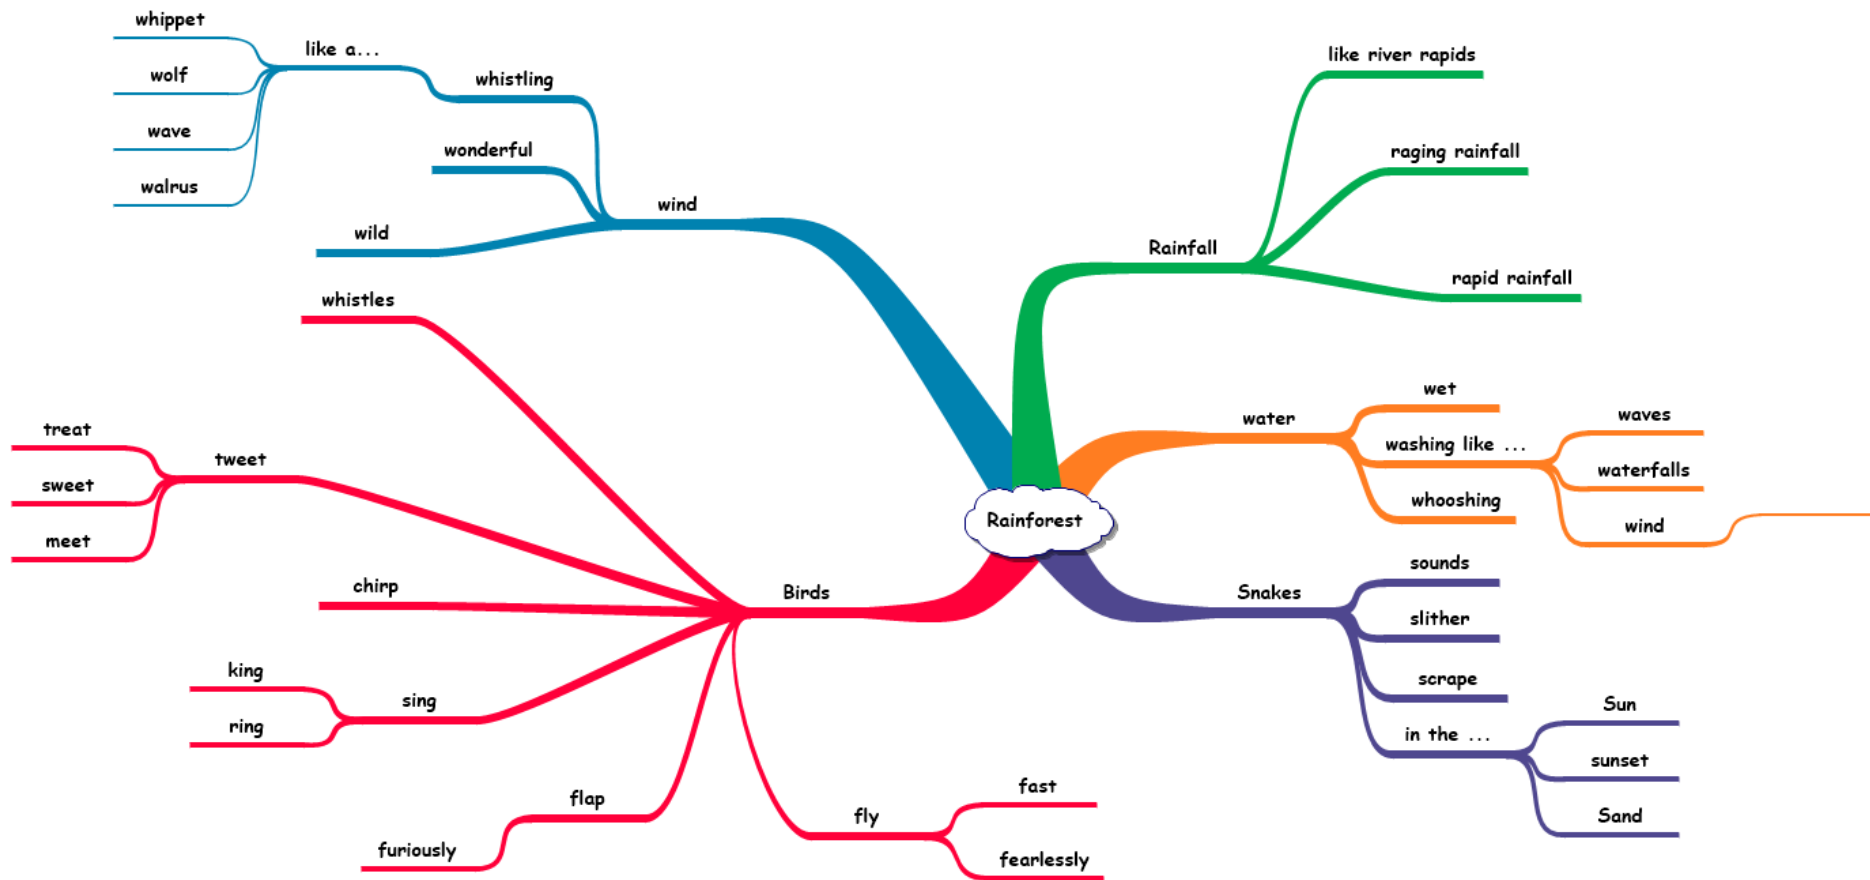 whippet
wolf
wave
walrus
like a...
whistling
wonderful
wild
wind
like river rapids
raging rainfall
rapid rainfall
Rainfall
whistles
treat
sweet
meet
tweet
chirp
king
ring
sing
furiously
flap
fly
fast
fearlessly
Birds
Rainforest
water
wet
washing like ...
whooshing
waves
waterfalls
wind
Snakes
sounds
slither
scrape
in the ...
Sun
sunset
Sand